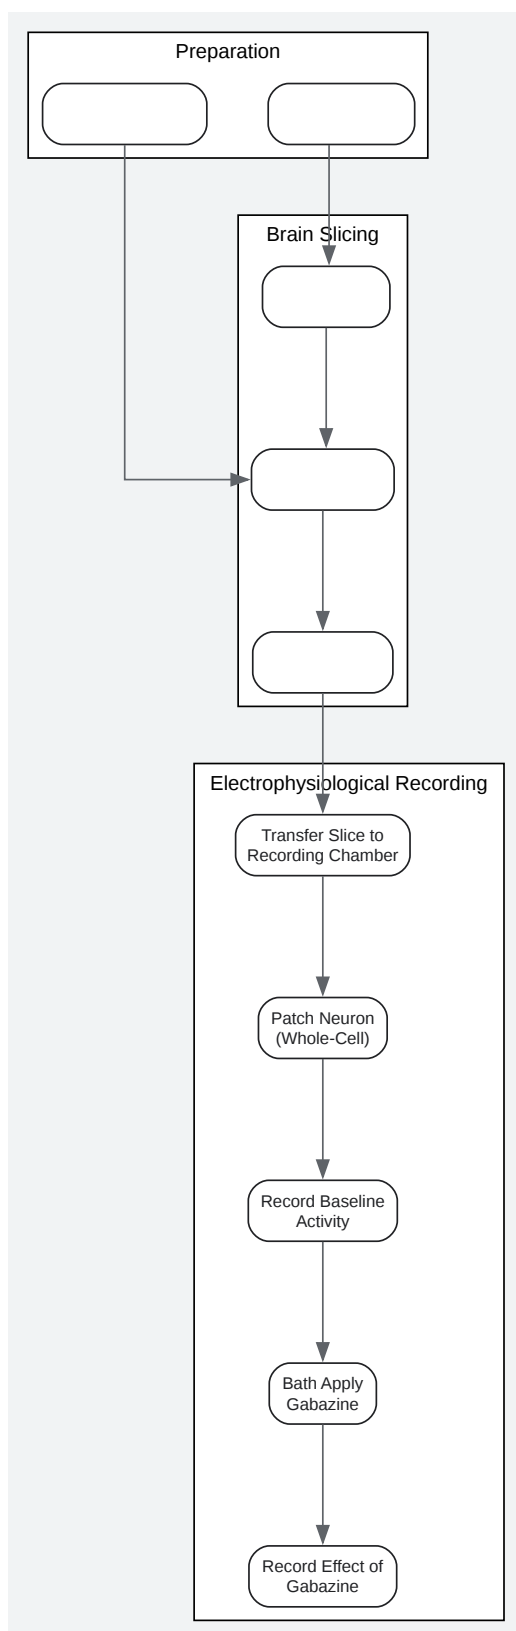 Preparation
Brain Slicing
Electrophysiological Recording
Transfer Slice to
Recording Chamber
Patch Neuron
(Whole-Cell)
Record Baseline
Activity
Bath Apply
Gabazine
Record Effect of
Gabazine